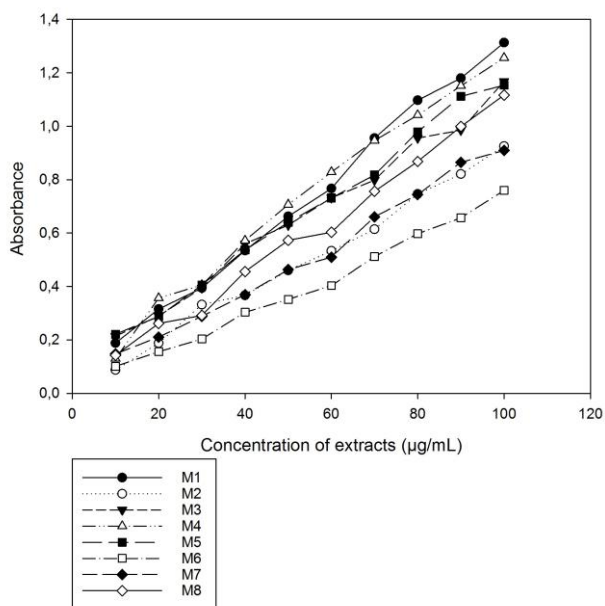 1,4
1,2
1,0
0,8
0,6
0,4
0,2
0,0
Absorbance
0 20 40 60 80 100 120
Concentration of extracts (µg/mL)
M1
M2
M3
M4
M5
M6
M7
M8